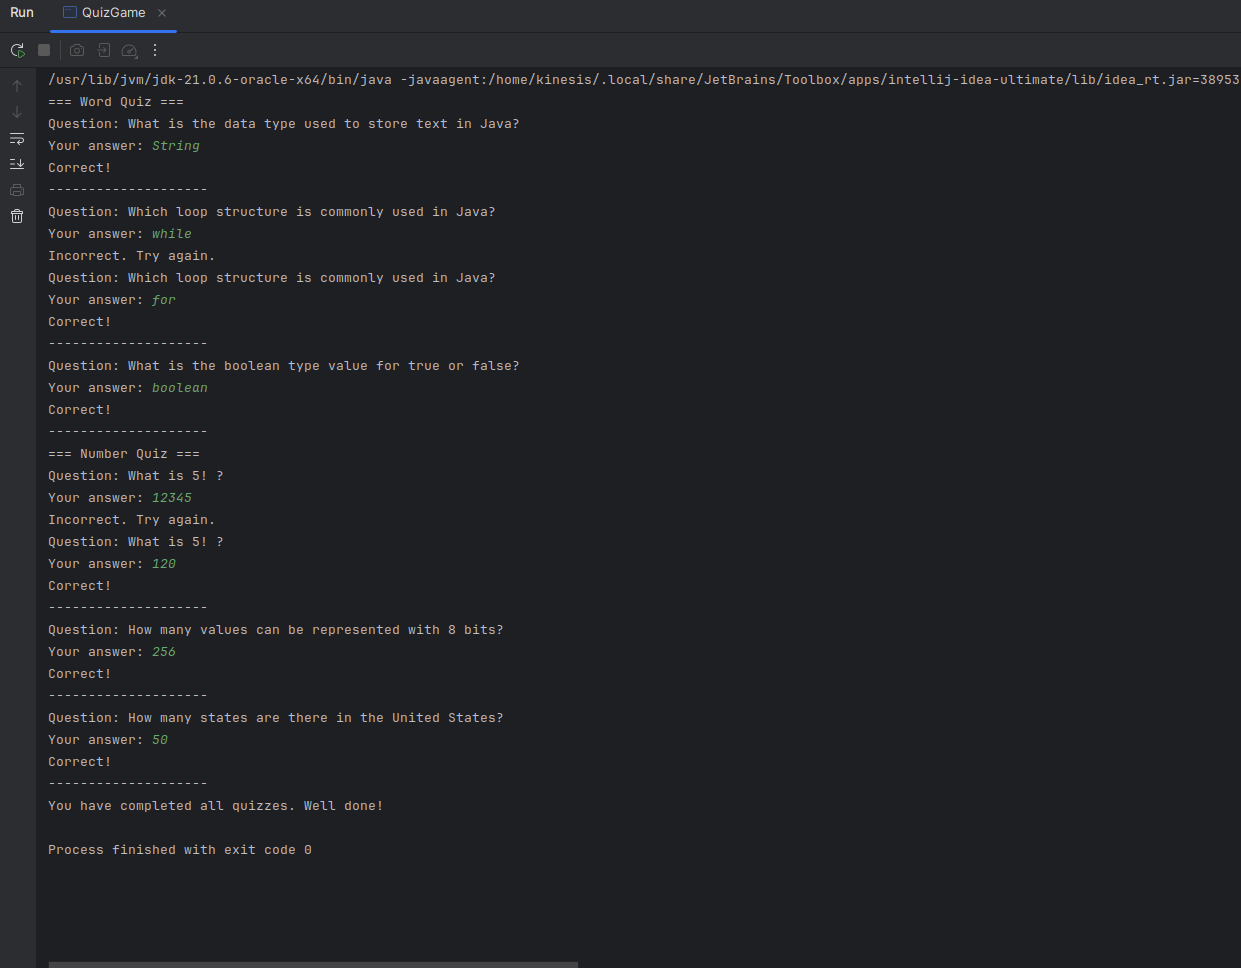 Run QuizGame
/usr/lib/jvm/jdk-21.0.6-oracle-x64/bin/java -javaagent:/home/kinesis/.local/share/JetBrains/Toolbox/apps/intellij-idea-ultimate/lib/idea_rt.jar=38953
=== Word Quiz ===
Question: What is the data type used to store text in Java?
Your answer: String
Correct!
--------------------
Question: Which loop structure is commonly used in Java?
Your answer: while
Incorrect. Try again.
Question: Which loop structure is commonly used in Java?
Your answer: for
Correct!
--------------------
Question: What is the boolean type value for true or false?
Your answer: boolean
Correct!
--------------------
=== Number Quiz ===
Question: What is 5! ?
Your answer: 12345
Incorrect. Try again.
Question: What is 5! ?
Your answer: 120
Correct!
--------------------
Question: How many values can be represented with 8 bits?
Your answer: 256
Correct!
--------------------
Question: How many states are there in the United States?
Your answer: 50
Correct!
--------------------
You have completed all quizzes. Well done!
Process finished with exit code 0